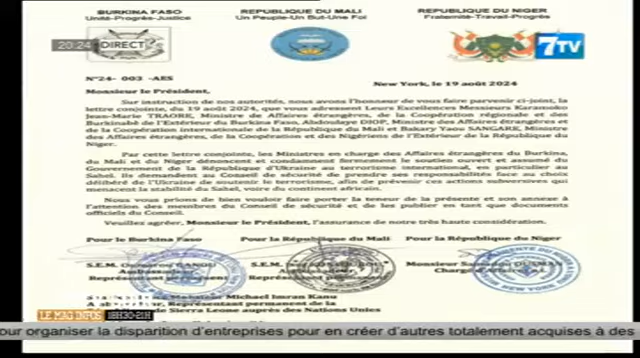 BURKINA FASO
Unité-Progrès-Justice
REPUBLIQUE DU MALI
Un Peuple-Un But-Une Foi
REPUBLIQUE DU NIGER
Fraternité-Travail-Progrès
20:24 DIRECT
7TV
N°24- 003 -AES
New York, le 19 août 2024
Monsieur le Président,
Sur instruction de nos autorités, nous avons l'honneur de vous faire parvenir ci-joint, la
lettre conjointe, du 19 août 2024, que vous adressent Leurs Excellences Messieurs Karamoko
Jean-Marie TRAORE, Ministre de Affaires étrangères, de la Coopération régionale et des
Burkinabè de l'Extérieur du Burkina Faso, Abdoulaye DIOP, Ministre des Affaires étrangères et
de la Coopération internationale de la République du Mali et Bakary Yaou SANGARE, Ministre
des Affaires étrangères, de la Coopération et des Nigériens de l'Extérieur de la République du
Niger.
Par cette lettre conjointe, les Ministres en charge des Affaires étrangères du Burkina,
du Mali et du Niger dénoncent et condamnent fermement le soutien ouvert et assumé du
Gouvernement de la République d'Ukraine au terrorisme international, en particulier au
Sahel. Ils demandent au Conseil de sécurité de prendre ses responsabilités face au choix
délibéré de l'Ukraine de soutenir le terrorisme, afin de prévenir ces actions subversives qui
menacent la stabilité du Sahel, voire du continent africain.
Nous vous prions de bien vouloir faire porter la teneur de la présente et son annexe à
l'attention des membres du Conseil de sécurité et de les publier en tant que documents
officiels du Conseil.
Veuillez agréer, Monsieur le Président, l'assurance de notre très haute considération.
Pour le Burkina Faso
Pour la République du Mali
Pour la République du Niger
S.E.M.
S.E.M.
Monsieur
Ambassadeur
Chargé d'Affaires
Représentant permanent
Représentant permanent
Michael Imran Kanu
Représentant permanent de la
de Sierra Leone auprès des Nations Unies
LE MAG INFOS 18H30-21H
our organiser la disparition d'entreprises pour en créer d'autres totalement acquises à des